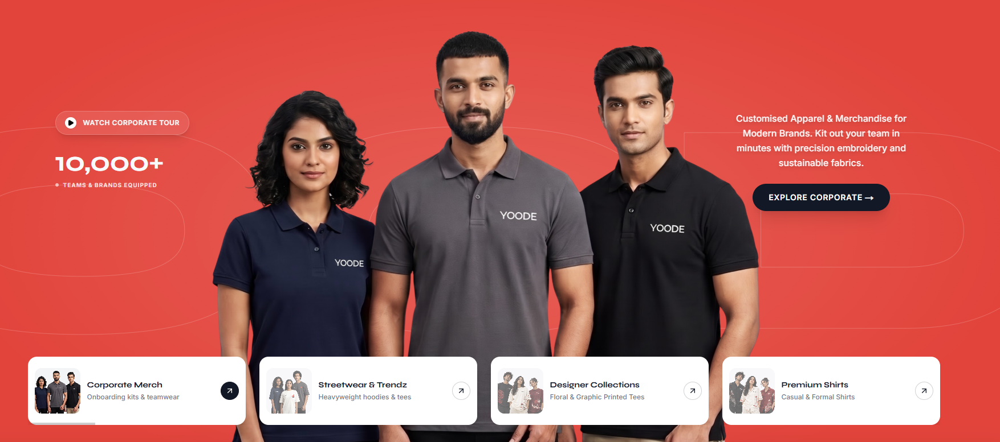 WATCH CORPORATE TOUR
10,000+
TEAMS & BRANDS EQUIPPED
YOODE
YOODE
YOODE
Customised Apparel & Merchandise for
Modern Brands. Kit out your team in
minutes with precision embroidery and
sustainable fabrics.
EXPLORE CORPORATE →
Corporate Merch
Onboarding kits & teamwear
Streetwear & Trendz
Heavyweight hoodies & tees
Designer Collections
Floral & Graphic Printed Tees
Premium Shirts
Casual & Formal Shirts